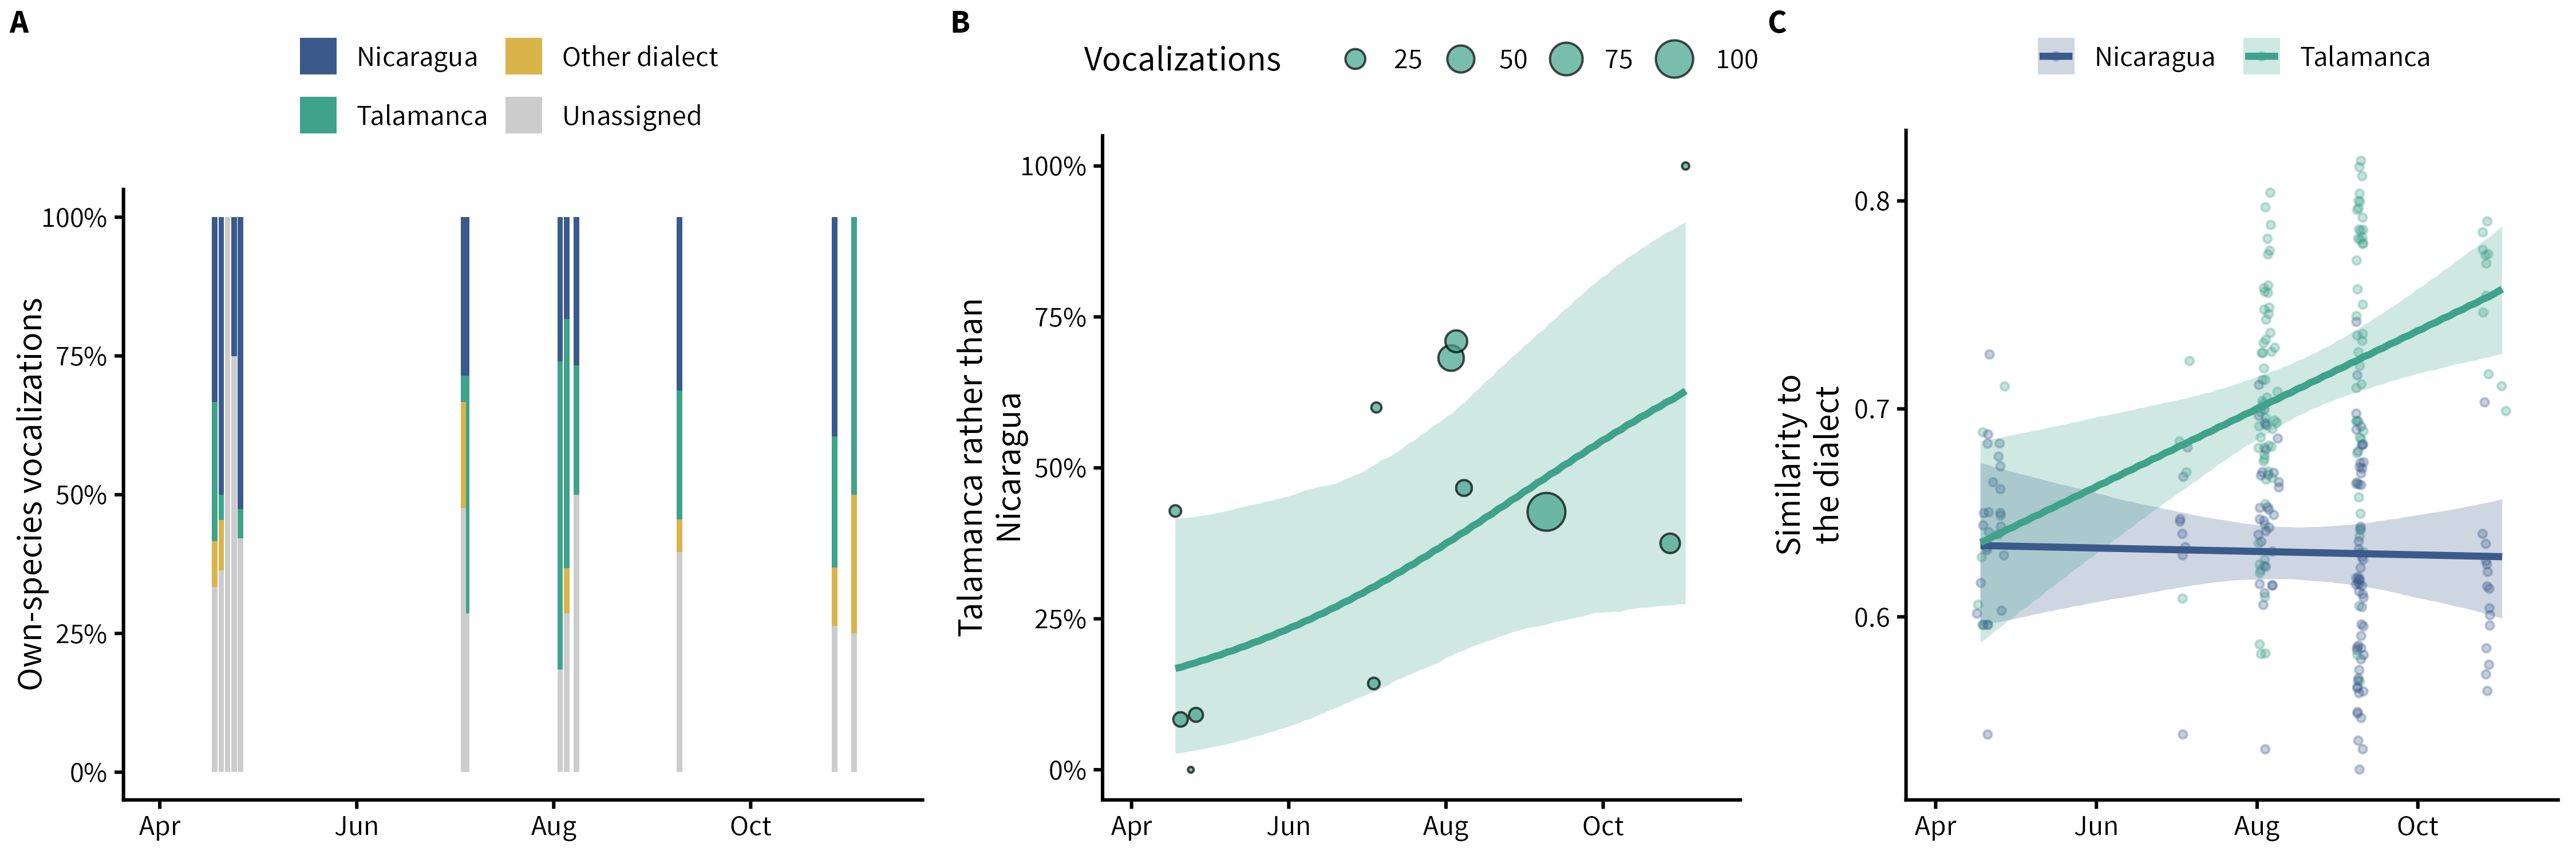 A
Nicaragua
Other dialect
Talamanca
Unassigned
Own-species vocalizations
100%
75%
50%
25%
0%
Apr
Jun
Aug
Oct
B
Vocalizations
25
50
75
100
Talamanca rather than
Nicaragua
100%
75%
50%
25%
0%
Apr
Jun
Aug
Oct
C
Nicaragua
Talamanca
Similarity to
the dialect
0.8
0.7
0.6
Apr
Jun
Aug
Oct